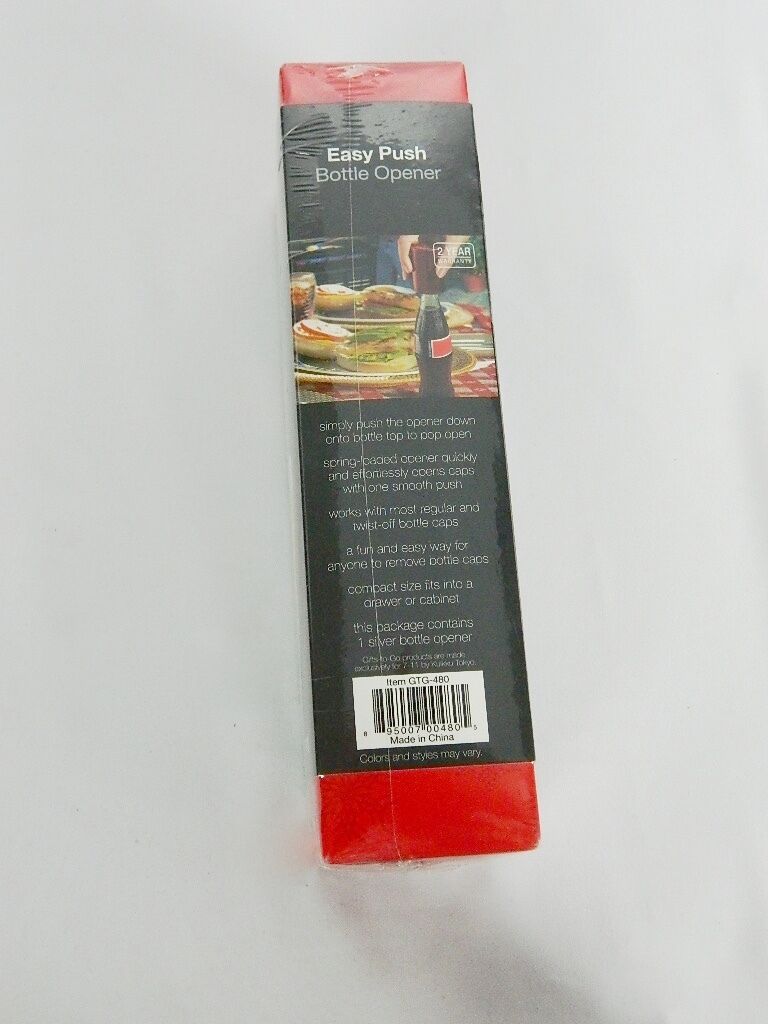 Easy Push
Bottle Opener
2 YEAR
WARRANTY
simply push the opener down
onto bottle top to pop open
spring-loaded opener quickly
and effortlessly opens caps
with one smooth push
works with most regular and
twist-off bottle caps
a fun and easy way for
anyone to remove bottle caps
compact size fits into a
drawer or cabinet
this package contains
1 silver bottle opener
Gifts-to-Go products are made
exclusively for 7-11 by Tokyo.
Item GTG-480
8 95007 00480 5
Made in China
Colors and styles may vary.